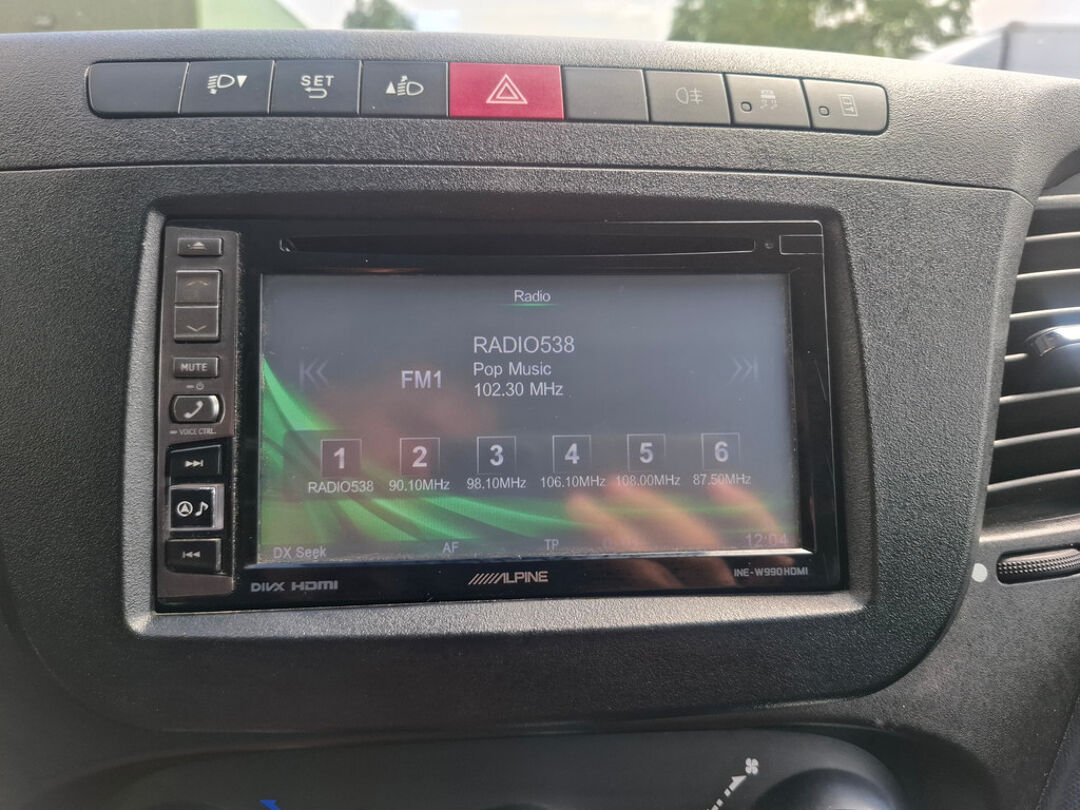 SET
Radio
RADIO538
Pop Music
FM1
102.30 MHz
MUTE
VOICE CTRL.
1 2 3 4 5 6
RADIO538 90.10MHz 98.10MHz 106.10MHz 108.00MHz 87.50MHz
DX Seek AF TP 12:04
DIVX HDMI ALPINE INE-W990HDMI